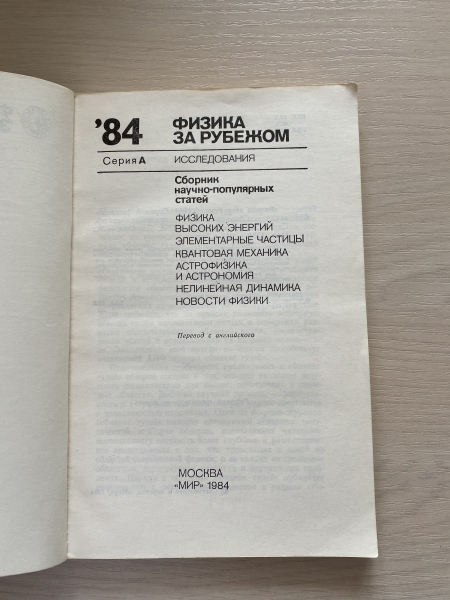 '84 ФИЗИКА
ЗА РУБЕЖОМ
Серия А ИССЛЕДОВАНИЯ
Сборник
научно-популярных
статей
ФИЗИКА
ВЫСОКИХ ЭНЕРГИЙ
ЭЛЕМЕНТАРНЫЕ ЧАСТИЦЫ
КВАНТОВАЯ МЕХАНИКА
АСТРОФИЗИКА
И АСТРОНОМИЯ
НЕЛИНЕЙНАЯ ДИНАМИКА
НОВОСТИ ФИЗИКИ
Перевод с английского
МОСКВА
«МИР» 1984